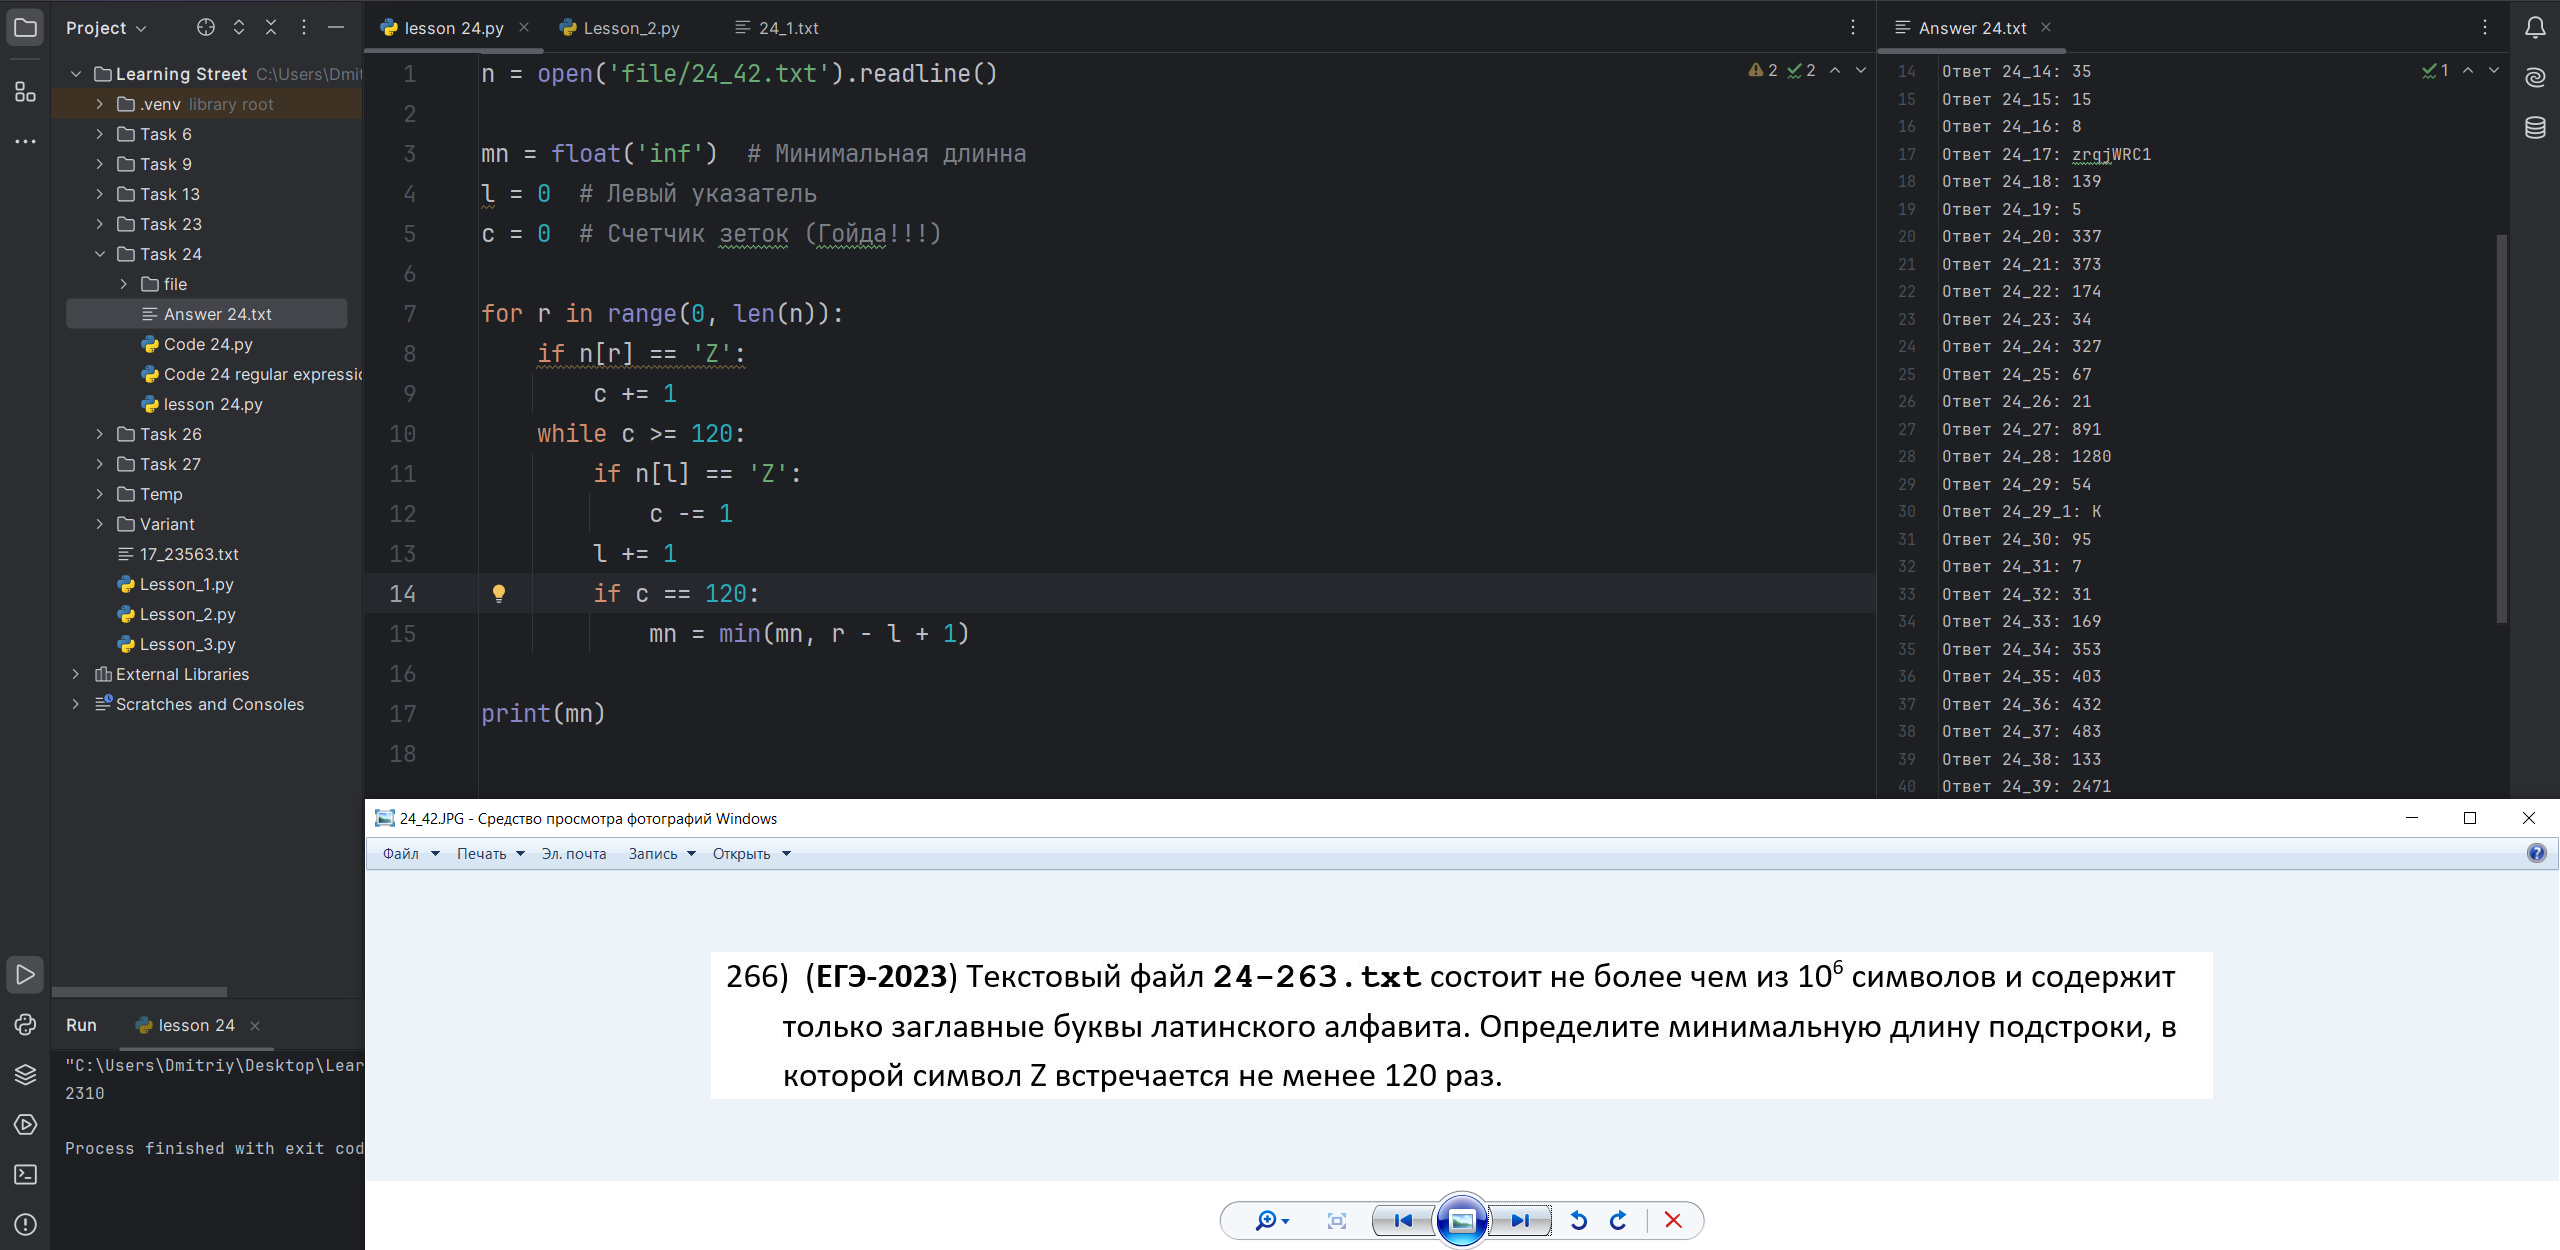 Project
Learning Street C:\Users\Dmit
.venv library root
Task 6
Task 9
Task 13
Task 23
Task 24
file
Answer 24.txt
Code 24.py
Code 24 regular expressic
lesson 24.py
Task 26
Task 27
Temp
Variant
17_23563.txt
Lesson_1.py
Lesson_2.py
Lesson_3.py
External Libraries
Scratches and Consoles
lesson 24.py
Lesson_2.py
24_1.txt
2 2
1 n = open('file/24_42.txt').readline()
2
3 mn = float('inf')  # Минимальная длинна
4 l = 0  # Левый указатель
5 c = 0  # Счетчик зеток (Гойда!!!)
6
7 for r in range(0, len(n)):
8 if n[r] == 'Z':
9 c += 1
10 while c >= 120:
11 if n[l] == 'Z':
12 c -= 1
13 l += 1
14 if c == 120:
15 mn = min(mn, r - l + 1)
16
17 print(mn)
18
Answer 24.txt
1
14 Ответ 24_14: 35
15 Ответ 24_15: 15
16 Ответ 24_16: 8
17 Ответ 24_17: zrqjWRC1
18 Ответ 24_18: 139
19 Ответ 24_19: 5
20 Ответ 24_20: 337
21 Ответ 24_21: 373
22 Ответ 24_22: 174
23 Ответ 24_23: 34
24 Ответ 24_24: 327
25 Ответ 24_25: 67
26 Ответ 24_26: 21
27 Ответ 24_27: 891
28 Ответ 24_28: 1280
29 Ответ 24_29: 54
30 Ответ 24_29_1: K
31 Ответ 24_30: 95
32 Ответ 24_31: 7
33 Ответ 24_32: 31
34 Ответ 24_33: 169
35 Ответ 24_34: 353
36 Ответ 24_35: 403
37 Ответ 24_36: 432
38 Ответ 24_37: 483
39 Ответ 24_38: 133
40 Ответ 24_39: 2471
Run lesson 24
"C:\Users\Dmitriy\Desktop\Lear
2310
Process finished with exit cod
24_42.JPG - Средство просмотра фотографий Windows
Файл Печать Эл. почта Запись Открыть
266) (ЕГЭ-2023) Текстовый файл 24-263.txt состоит не более чем из 10⁶ символов и содержит
только заглавные буквы латинского алфавита. Определите минимальную длину подстроки, в
которой символ Z встречается не менее 120 раз.